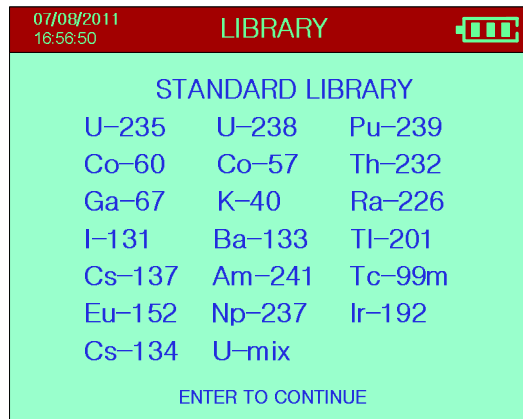 07/08/2011
16:56:50
LIBRARY
STANDARD LIBRARY
U-235 U-238 Pu-239
Co-60 Co-57 Th-232
Ga-67 K-40 Ra-226
I-131 Ba-133 Tl-201
Cs-137 Am-241 Tc-99m
Eu-152 Np-237 Ir-192
Cs-134 U-mix
ENTER TO CONTINUE